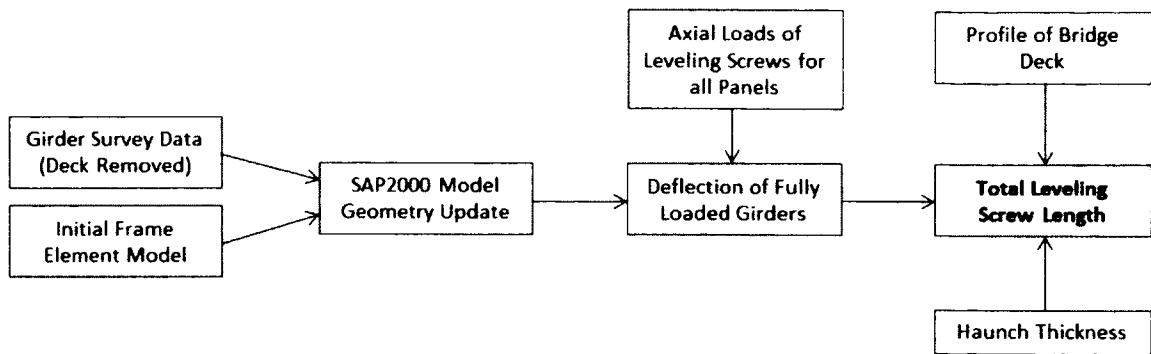 Axial Loads of
Leveling Screws for
all Panels
Profile of Bridge
Deck
Girder Survey Data
(Deck Removed)
SAP2000 Model
Geometry Update
Deflection of Fully
Loaded Girders
Total Leveling
Screw Length
Initial Frame
Element Model
Haunch Thickness